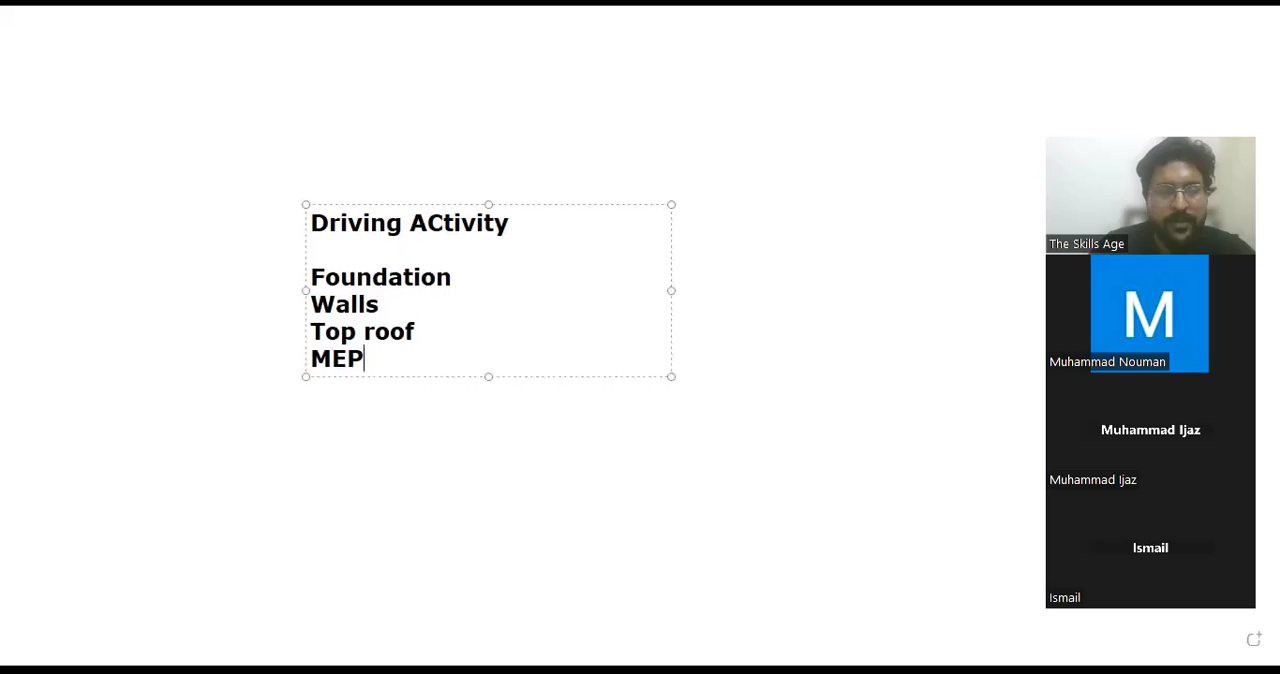 Driving ACtivity
Foundation
Walls
Top roof
MEP
The Skills Age
M
Muhammad Nouman
Muhammad Ijaz
Muhammad Ijaz
Ismail
Ismail